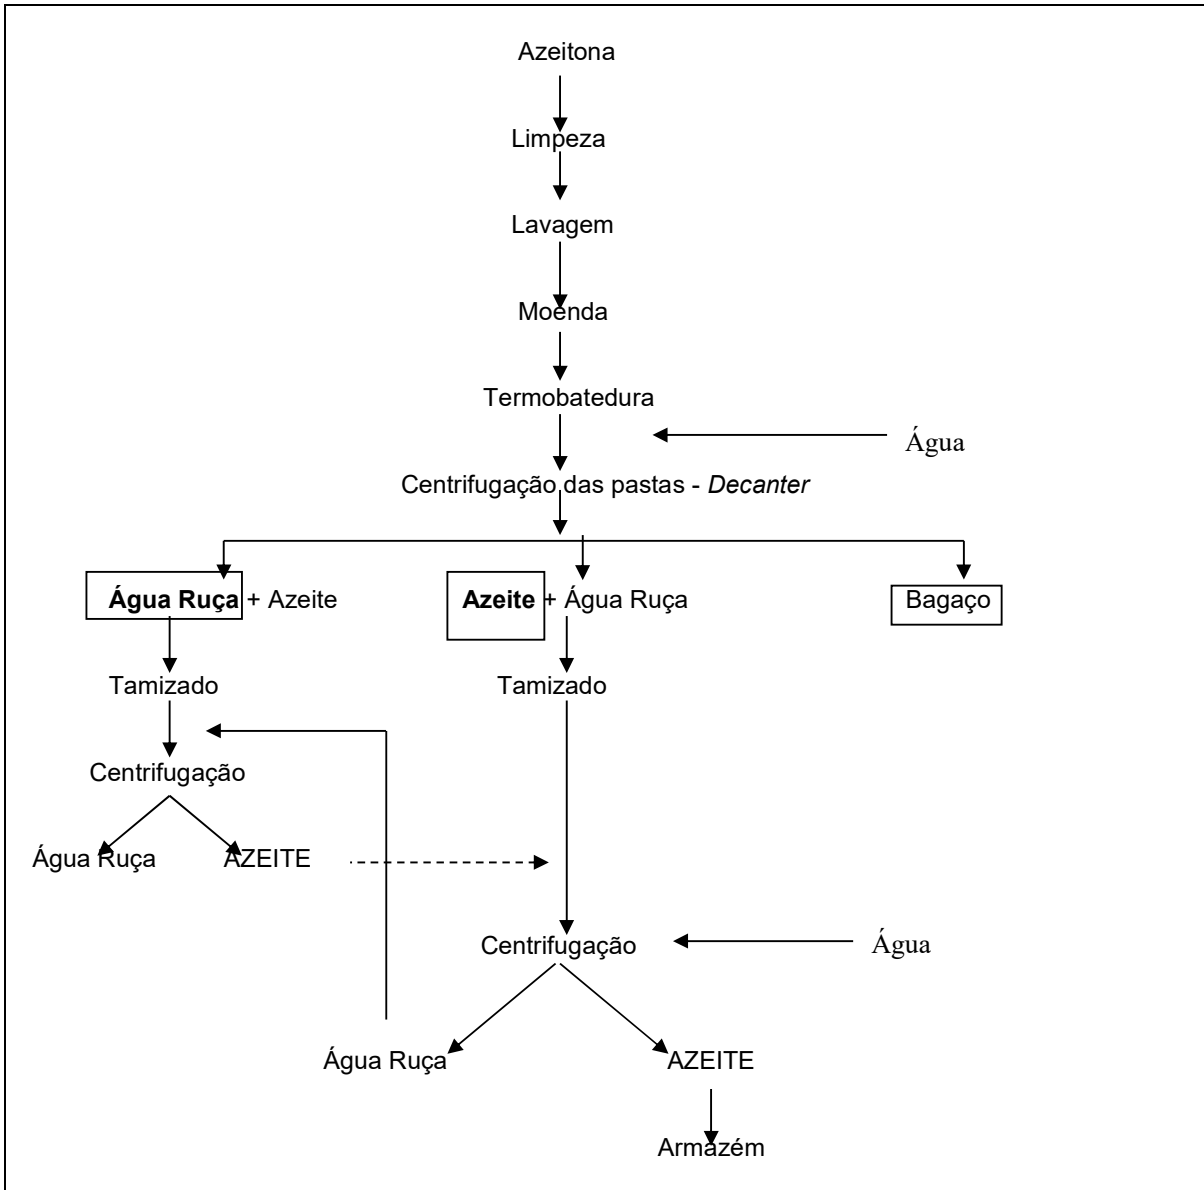 Azeitona
Limpeza
Lavagem
Moenda
Termobatedura
Água
Centrifugação das pastas - Decanter
Água Ruça + Azeite
Azeite + Água Ruça
Bagaço
Tamizado
Tamizado
Centrifugação
Água Ruça
AZEITE
Centrifugação
Água
Água Ruça
AZEITE
Armazém